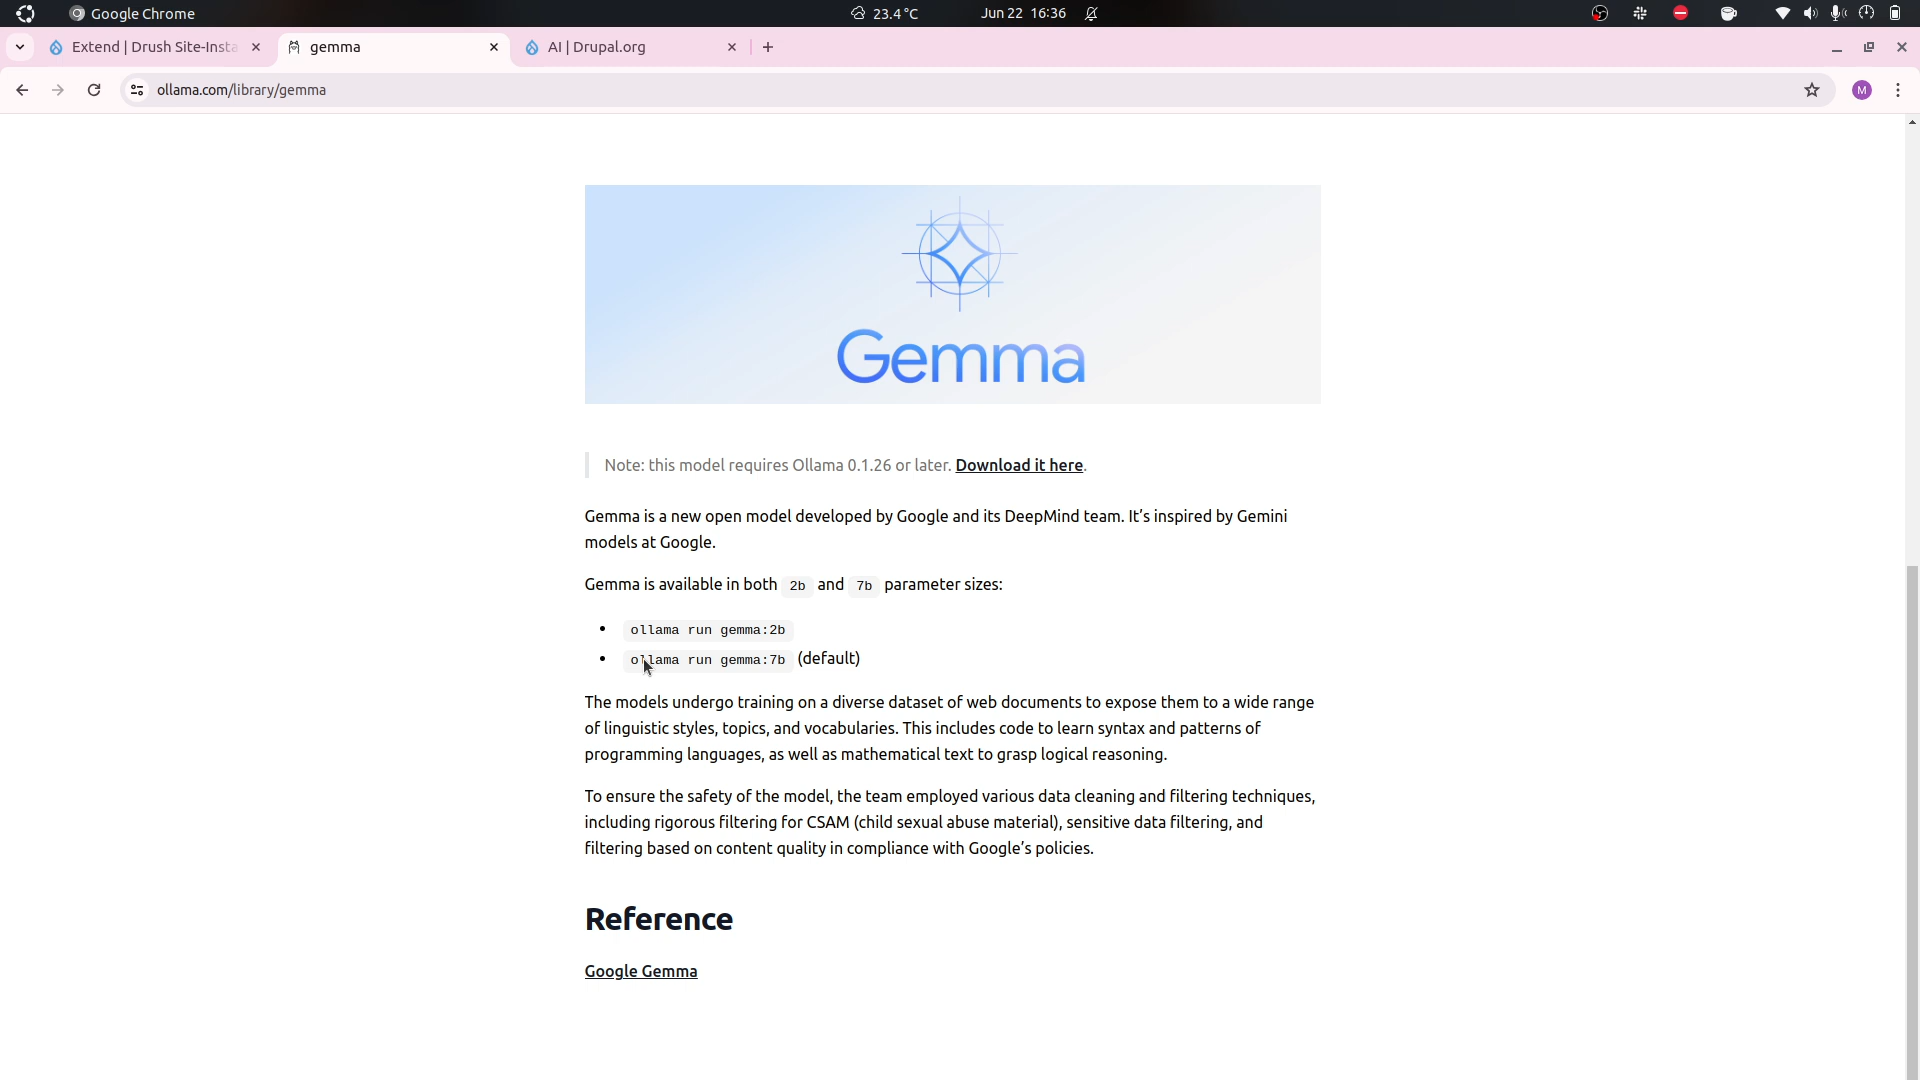 Google Chrome
23.4 °C
Jun 22 16:36
Extend | Drush Site-Insta
gemma
AI | Drupal.org
ollama.com/library/gemma
M
Gemma
Note: this model requires Ollama 0.1.26 or later. Download it here.
Gemma is a new open model developed by Google and its DeepMind team. It’s inspired by Gemini
models at Google.
Gemma is available in both 2b and 7b parameter sizes:
• ollama run gemma:2b
• ollama run gemma:7b (default)
The models undergo training on a diverse dataset of web documents to expose them to a wide range
of linguistic styles, topics, and vocabularies. This includes code to learn syntax and patterns of
programming languages, as well as mathematical text to grasp logical reasoning.
To ensure the safety of the model, the team employed various data cleaning and filtering techniques,
including rigorous filtering for CSAM (child sexual abuse material), sensitive data filtering, and
filtering based on content quality in compliance with Google’s policies.
Reference
Google Gemma